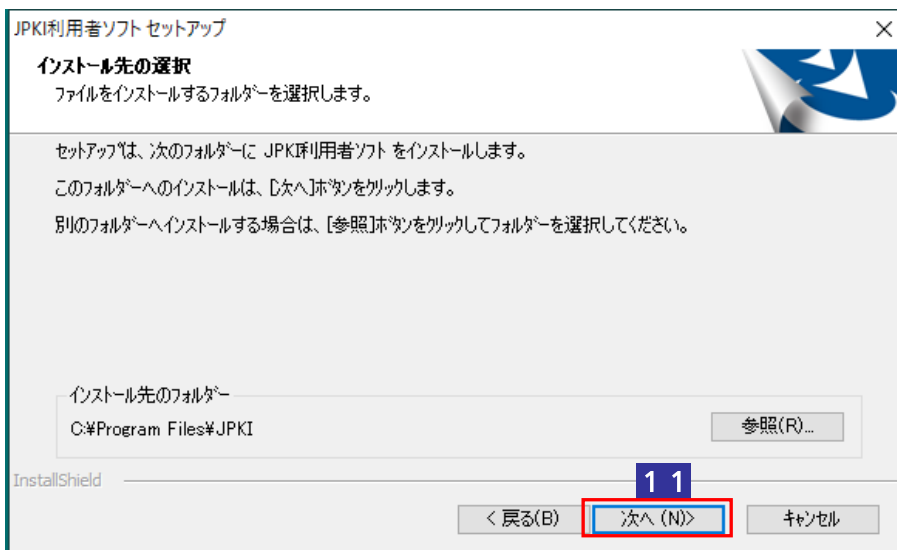 JPKI利用者ソフト セットアップ
インストール先の選択
ファイルをインストールするフォルダーを選択します。
セットアップは、次のフォルダーに JPKI利用者ソフト をインストールします。
このフォルダーへのインストールは、[次へ]ボタンをクリックします。
別のフォルダーへインストールする場合は、[参照]ボタンをクリックしてフォルダーを選択してください。
インストール先のフォルダー
C:¥Program Files¥JPKI
参照(R)...
InstallShield
11
< 戻る(B)
次へ (N)>
キャンセル